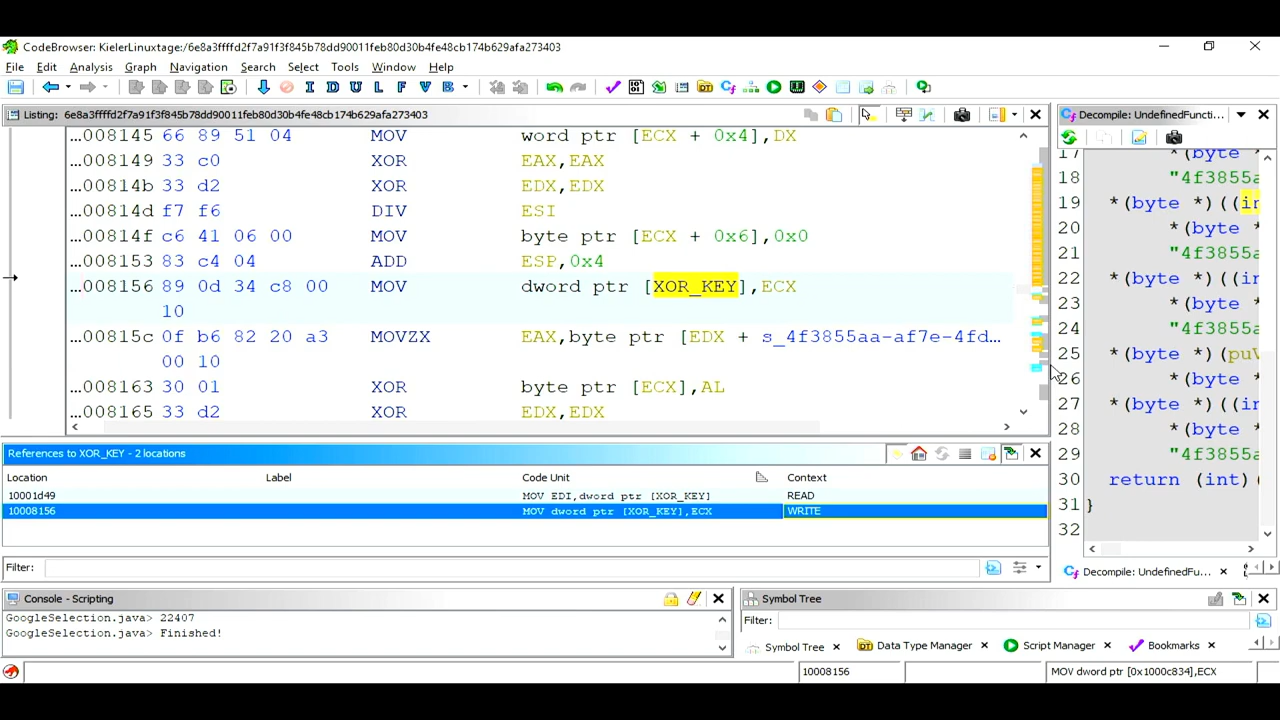 CodeBrowser: KielerLinuxtage:/6e8a3ffffd2f7a91f3f845b78dd90011feb80d30b4fe48cb174b629afc273403
File Edit Analysis Graph Navigation Search Select Tools Window Help
Listing: 6e8a3ffffd2f7a91f3f845b78dd90011feb80d30b4fe48cb174b629afc273403
...008145 66 89 51 04 MOV word ptr [ECX + 0x4],DX
...008149 33 c0 XOR EAX,EAX
...00814b 33 d2 XOR EDX,EDX
...00814d f7 f6 DIV ESI
...00814f c6 41 06 00 MOV byte ptr [ECX + 0x6],0x0
...008153 83 c4 04 ADD ESP,0x4
...008156 89 0d 34 c8 00 MOV dword ptr [XOR_KEY],ECX
10
...00815c 0f b6 82 20 a3 MOVZX EAX,byte ptr [EDX + s_4f3855aa-af7e-4fd...
00 10
...008163 30 01 XOR byte ptr [ECX],AL
...008165 33 d2 XOR EDX,EDX
Decompile: UndefinedFuncti...
17 *(byte *
18 "4f3855a
19 *(byte *)((in
20 *(byte *
21 "4f3855a
22 *(byte *)((in
23 *(byte *
24 "4f3855a
25 *(byte *)(puV
26 *(byte *
27 *(byte *)((in
28 *(byte *
29 "4f3855a
30 return (int)(
31 }
32
Decompile: UndefinedFu...
References to XOR_KEY - 2 locations
Location Label Code Unit Context
10001d49 MOV EDI,dword ptr [XOR_KEY] READ
10008156 MOV dword ptr [XOR_KEY],ECX WRITE
Filter:
Console - Scripting
GoogleSelection.java> 22407
GoogleSelection.java> Finished!
Symbol Tree
Filter:
Symbol Tree Data Type Manager Script Manager Bookmarks
10008156 MOV dword ptr [0x1000c834],ECX